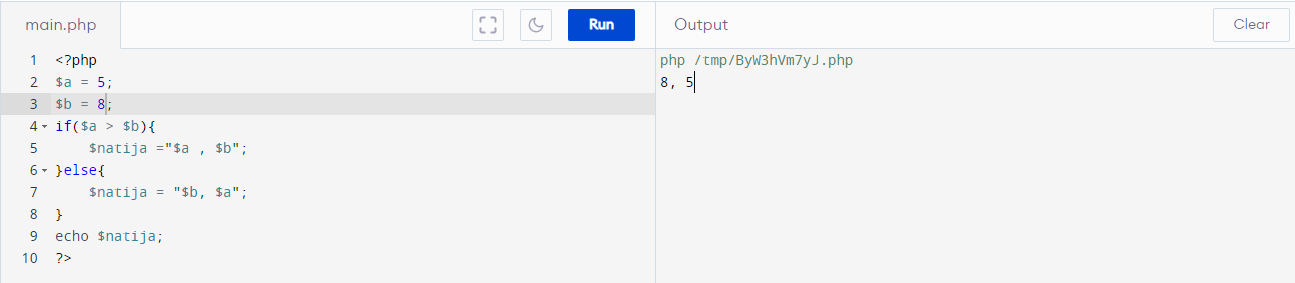 main.php Run Output Clear
1 <?php
2 $a = 5;
3 $b = 8;
4 if($a > $b){
5 $natija ="$a , $b";
6 }else{
7 $natija = "$b, $a";
8 }
9 echo $natija;
10 ?>
php /tmp/ByW3hVm7yJ.php
8, 5